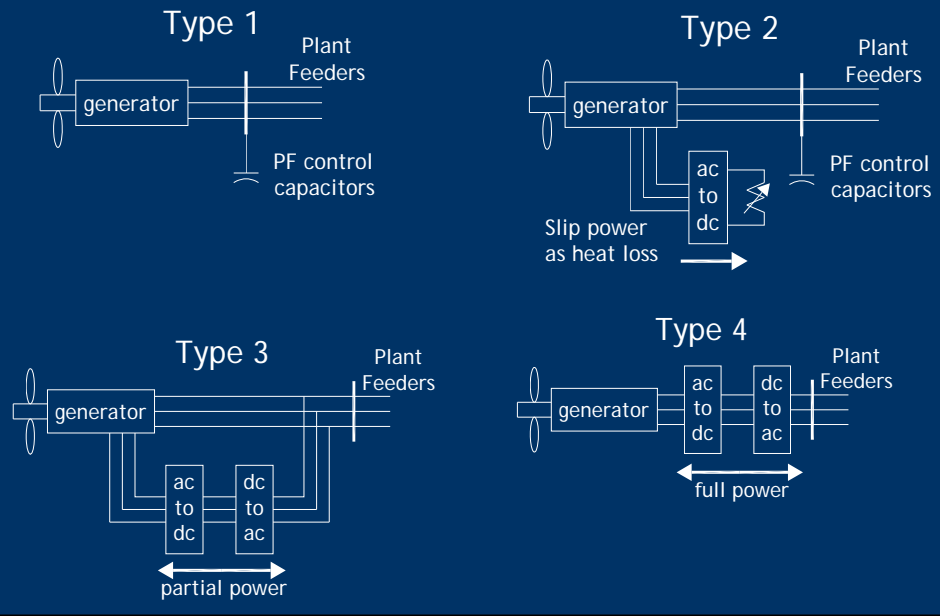 Type 1
Plant
Feeders
generator
PF control
capacitors
Type 2
Plant
Feeders
generator
ac
to
dc
PF control
capacitors
Slip power
as heat loss
Type 3
Plant
Feeders
generator
ac
to
dc
dc
to
ac
partial power
Type 4
Plant
Feeders
generator
ac
to
dc
dc
to
ac
full power